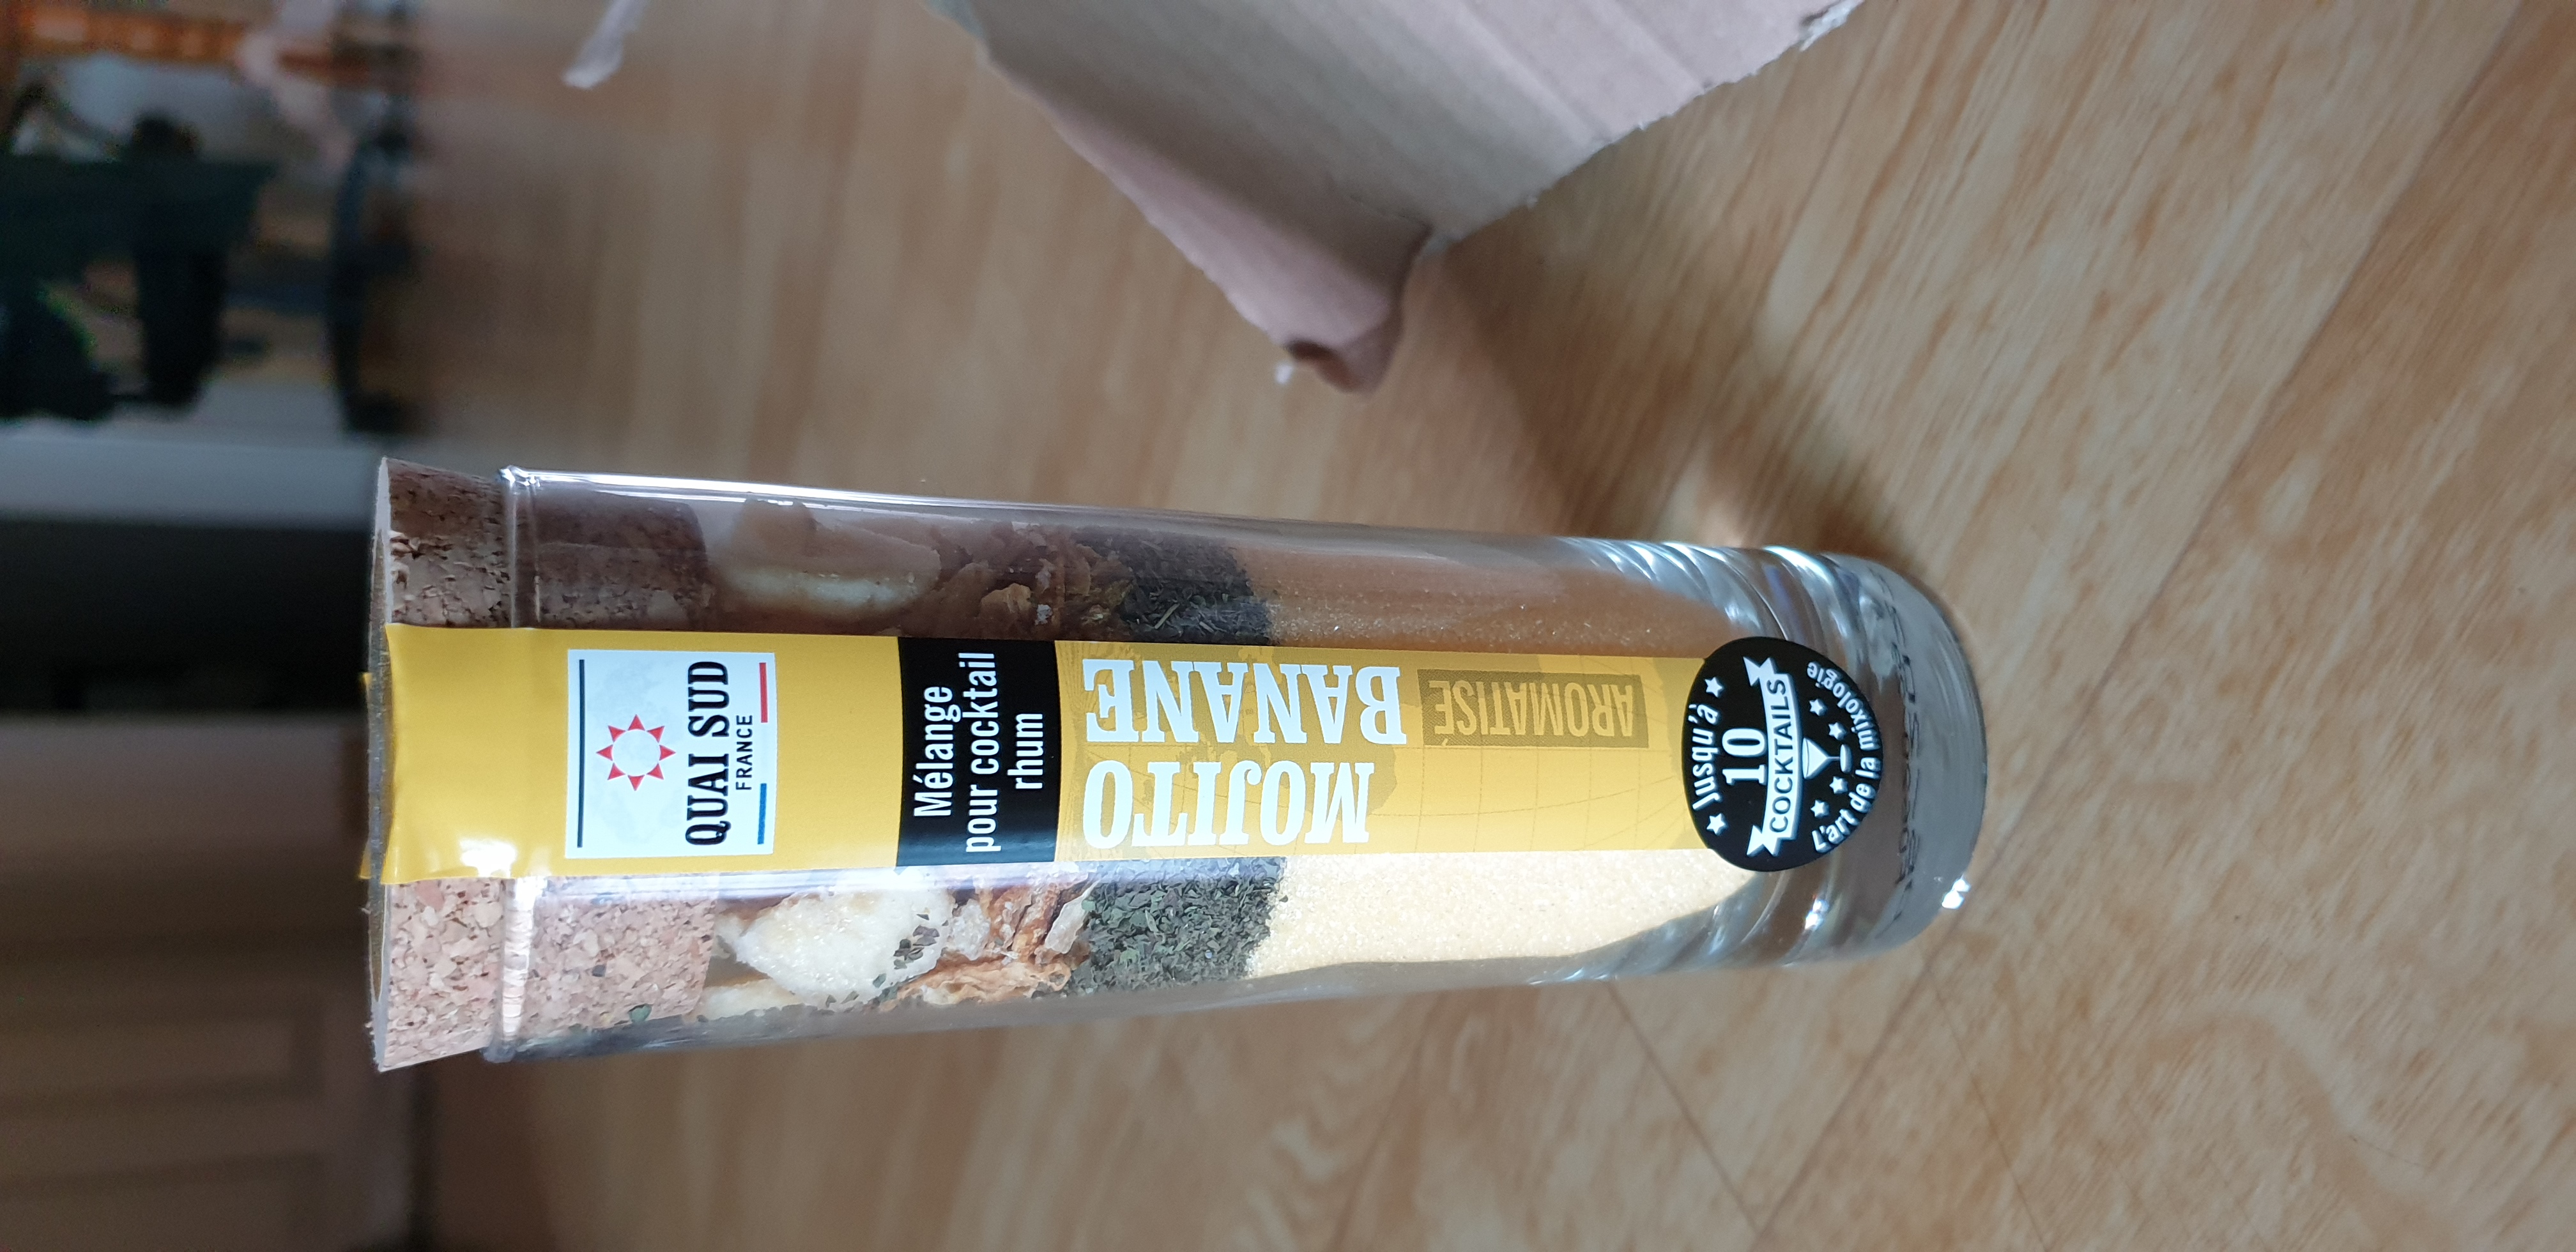 QUAI SUD
FRANCE
Mélange
pour cocktail
rhum
MOJITO
BANANE
AROMATISÉ
Jusqu'à
10
COCKTAILS
L'art de la mixologie